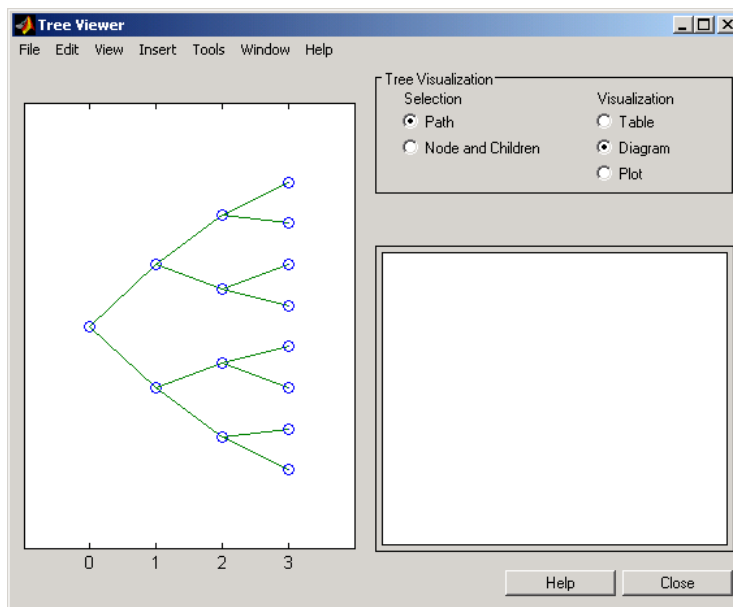 Tree Viewer
File Edit View Insert Tools Window Help
Tree Visualization
Selection
Path
Node and Children
Visualization
Table
Diagram
Plot
0 1 2 3
Help Close